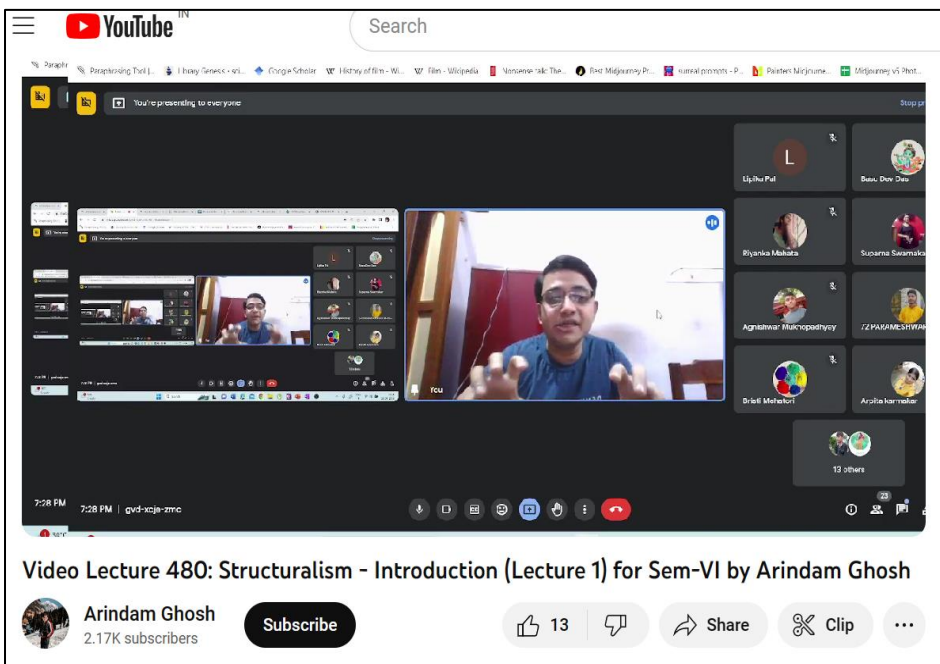 YouTube IN
Search
Paraphrasing Tool |... Library Genesis - sci... Google Scholar History of film - Wi... Film - Wikipedia Nonsense talk: The... Best Midjourney Pr... surreal prompts - P... Painters Midjourne... Midjourney v5 Phot...
You're presenting to everyone
Stop pr
L
Lipika Pal
Basu Dev Das
Riyanka Mahata
Suparna Swarnaka
Agnishwar Mukhopadhyay
72 PARAMESHWAR
Bristi Mahatori
Arpita karmakar
You
13 others
23
7:28 PM
7:28 PM | gvd-xcja-zmc
Video Lecture 480: Structuralism - Introduction (Lecture 1) for Sem-VI by Arindam Ghosh
Arindam Ghosh
2.17K subscribers
Subscribe
13
Share
Clip